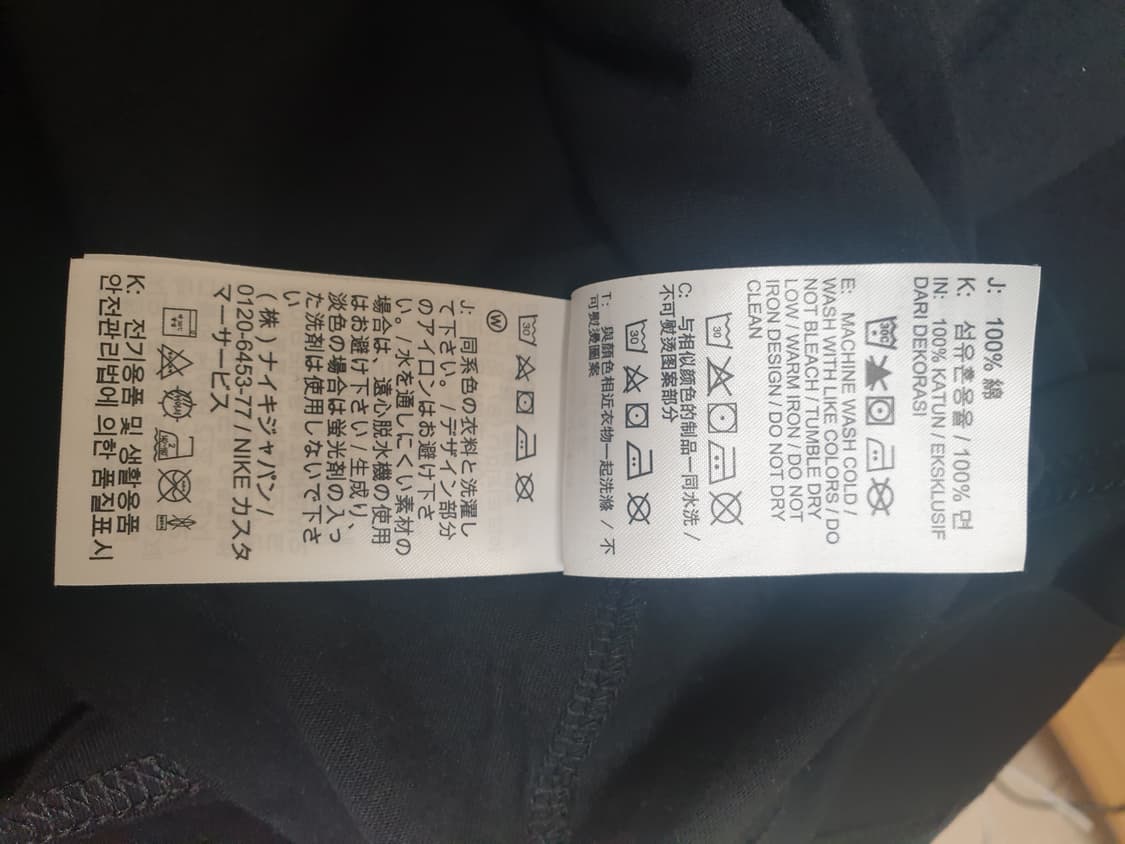 J: 100% 綿
K: 섬유혼용율 / 100% 면
IN: 100% KATUN / EKSKLUSIF
DARI DEKORASI
30
E: MACHINE WASH COLD /
WASH WITH LIKE COLORS / DO
NOT BLEACH / TUMBLE DRY
LOW / WARM IRON / DO NOT
IRON DESIGN / DO NOT DRY
CLEAN
30
C: 与相似颜色的制品一同水洗 /
不可熨烫图案部分
30
T: 與顏色相近衣物一起洗滌 / 不
可熨燙圖案
30
W
J: 同系色の衣料と洗濯し
て下さい。/ デザイン部分
のアイロンはお避け下さ
い。/ 水を通しにくい素材の
場合は、遠心脱水機の使用
はお避け下さい / 生成り、
淡色の場合は蛍光剤の入っ
た洗剤は使用しないで下さ
い
(株) ナイキジャパン /
0120-6453-77 / NIKE カスタ
マーサービス
K: 전기용품 및 생활용품
안전관리법에 의한 품질표시